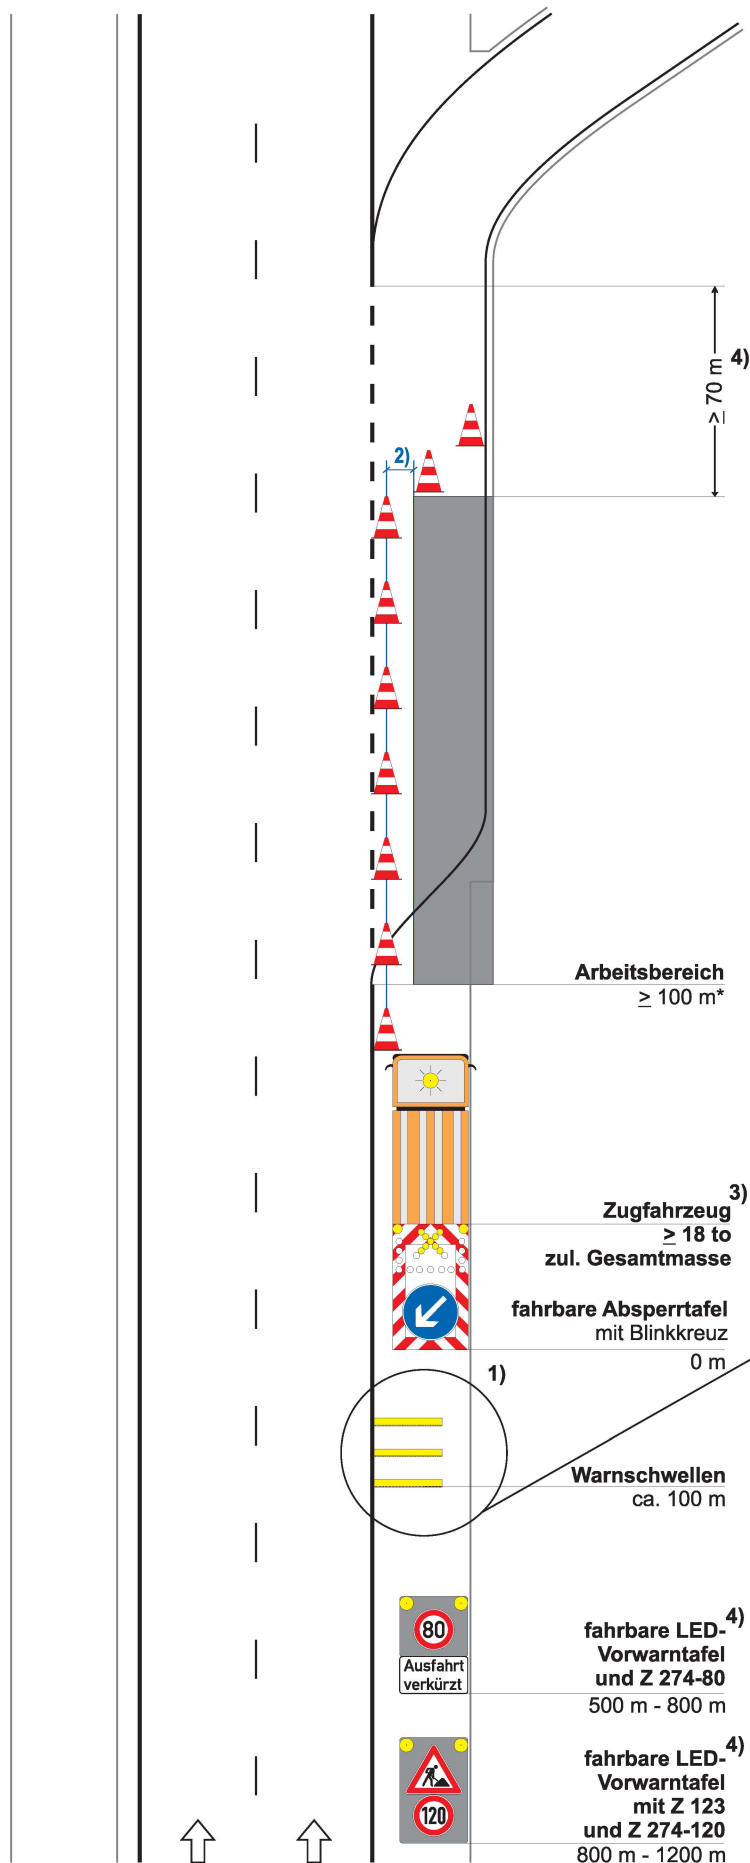 4)
≥ 70 m
2)
Arbeitsbereich
≥ 100 m*
3)
Zugfahrzeug
≥ 18 to
zul. Gesamtmasse
fahrbare Absperrtafel
mit Blinkkreuz
0 m
1)
Warnschwellen
ca. 100 m
80
Ausfahrt
verkürzt
4)
fahrbare LED-
Vorwarntafel
und Z 274-80
500 m - 800 m
120
4)
fahrbare LED-
Vorwarntafel
mit Z 123
und Z 274-120
800 m - 1200 m